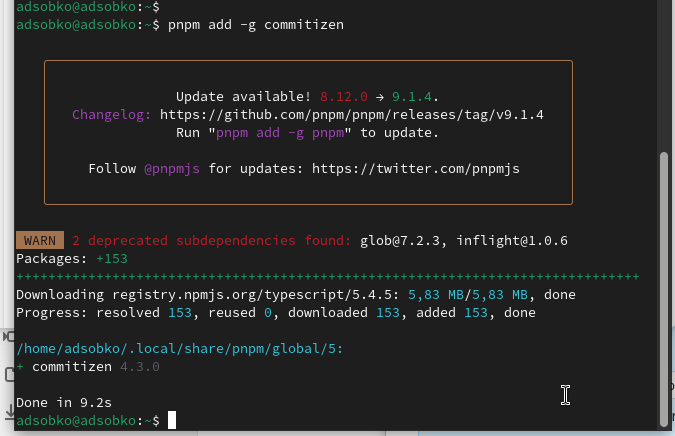 adsobko@adsobko:~$
adsobko@adsobko:~$ pnpm add -g commitizen
Update available! 8.12.0 → 9.1.4.
Changelog: https://github.com/pnpm/pnpm/releases/tag/v9.1.4
Run "pnpm add -g pnpm" to update.
Follow @pnpmjs for updates: https://twitter.com/pnpmjs
WARN 2 deprecated subdependencies found: glob@7.2.3, inflight@1.0.6
Packages: +153
++++++++++++++++++++++++++++++++++++++++++++++++++++++++++++++++++++++++++++++
Downloading registry.npmjs.org/typescript/5.4.5: 5,83 MB/5,83 MB, done
Progress: resolved 153, reused 0, downloaded 153, added 153, done
/home/adsobko/.local/share/pnpm/global/5:
+ commitizen 4.3.0
Done in 9.2s
adsobko@adsobko:~$